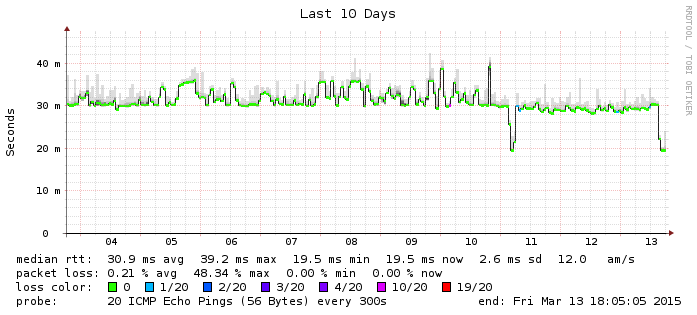 Last 10 Days
RRDTOOL / TOBI OETIKER
Seconds
40 m
30 m
20 m
10 m
0
04 05 06 07 08 09 10 11 12 13
median rtt: 30.9 ms avg 39.2 ms max 19.5 ms min 19.5 ms now 2.6 ms sd 12.0 am/s
packet loss: 0.21 % avg 48.34 % max 0.00 % min 0.00 % now
loss color: 0 1/20 2/20 3/20 4/20 10/20 19/20
probe: 20 ICMP Echo Pings (56 Bytes) every 300s end: Fri Mar 13 18:05:05 2015